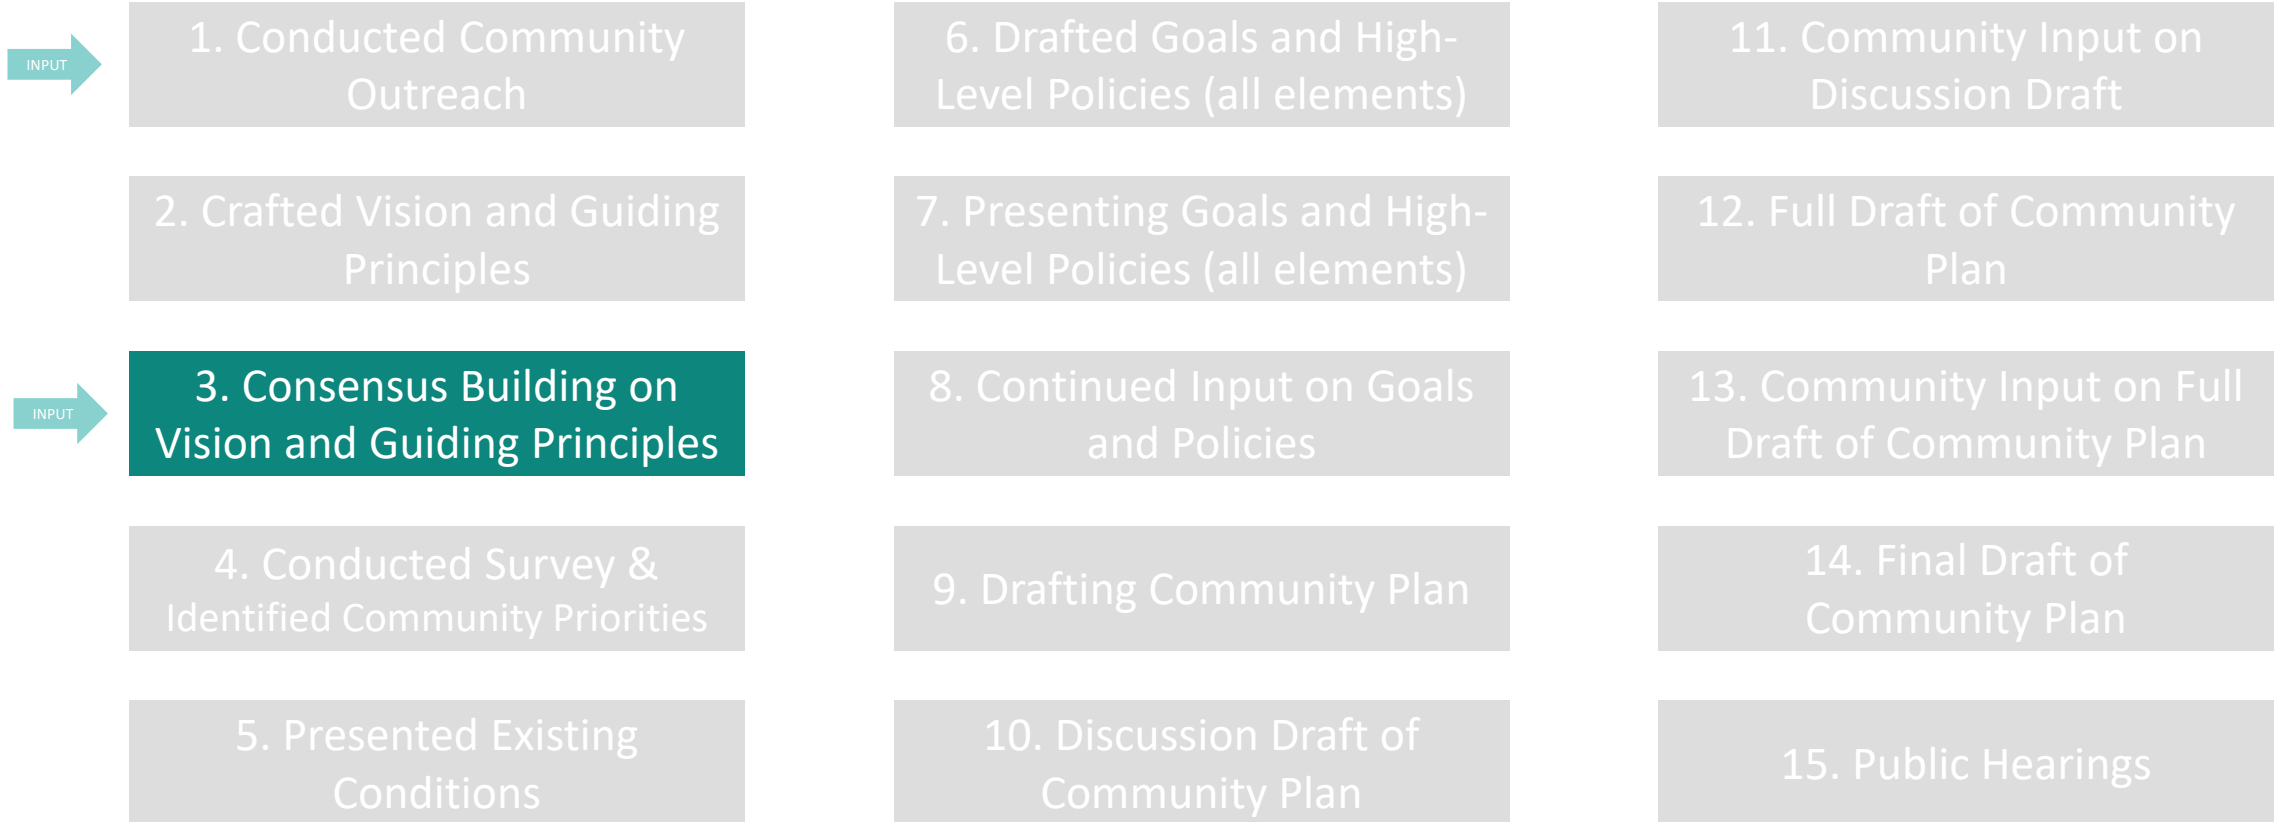 INPUT
1. Conducted Community
Outreach
2. Crafted Vision and Guiding
Principles
INPUT
3. Consensus Building on
Vision and Guiding Principles
4. Conducted Survey &
Identified Community Priorities
5. Presented Existing
Conditions
6. Drafted Goals and High-
Level Policies (all elements)
7. Presenting Goals and High-
Level Policies (all elements)
8. Continued Input on Goals
and Policies
9. Drafting Community Plan
10. Discussion Draft of
Community Plan
11. Community Input on
Discussion Draft
12. Full Draft of Community
Plan
13. Community Input on Full
Draft of Community Plan
14. Final Draft of
Community Plan
15. Public Hearings